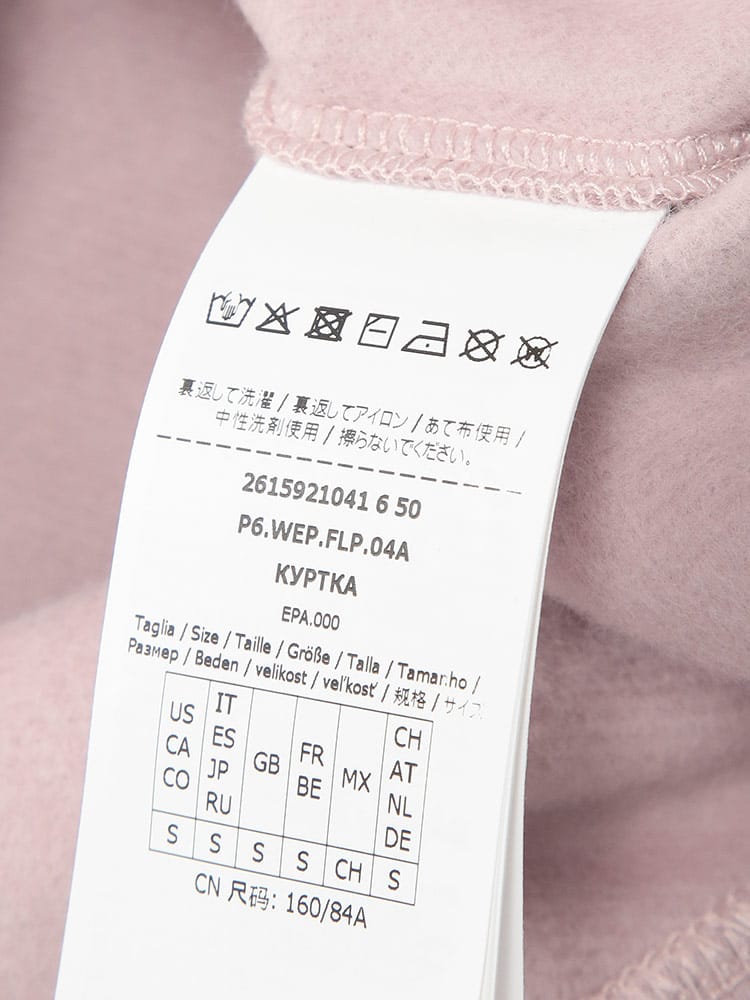 裏返して洗濯 / 裏返してアイロン / あて布使用 /
中性洗剤使用 / 擦らないでください。
2615921041 6 50
P6.WEP.FLP.04A
КУРТКА
EPA.000
Taglia / Size / Taille / Größe / Talla / Tamanho /
Размер / Beden / velikost / veľkosť / 规格 / サイズ
US CA CO | IT ES JP RU | GB | FR BE | MX | CH AT NL DE
S | S | S | S | CH | S
CN 尺码: 160/84A